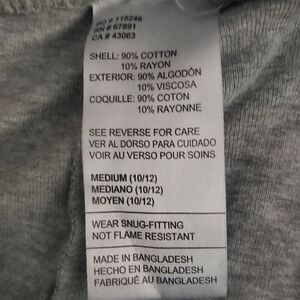 PO # 115248
RN # 67891
CA # 43063
SHELL: 90% COTTON
10% RAYON
EXTERIOR: 90% ALGODÓN
10% VISCOSA
COQUILLE: 90% COTON
10% RAYONNE
SEE REVERSE FOR CARE
VER AL DORSO PARA CUIDADO
VOIR AU VERSO POUR SOINS
MEDIUM (10/12)
MEDIANO (10/12)
MOYEN (10/12)
WEAR SNUG-FITTING
NOT FLAME RESISTANT
MADE IN BANGLADESH
HECHO EN BANGLADESH
FABRIQUÉ AU BANGLADESH